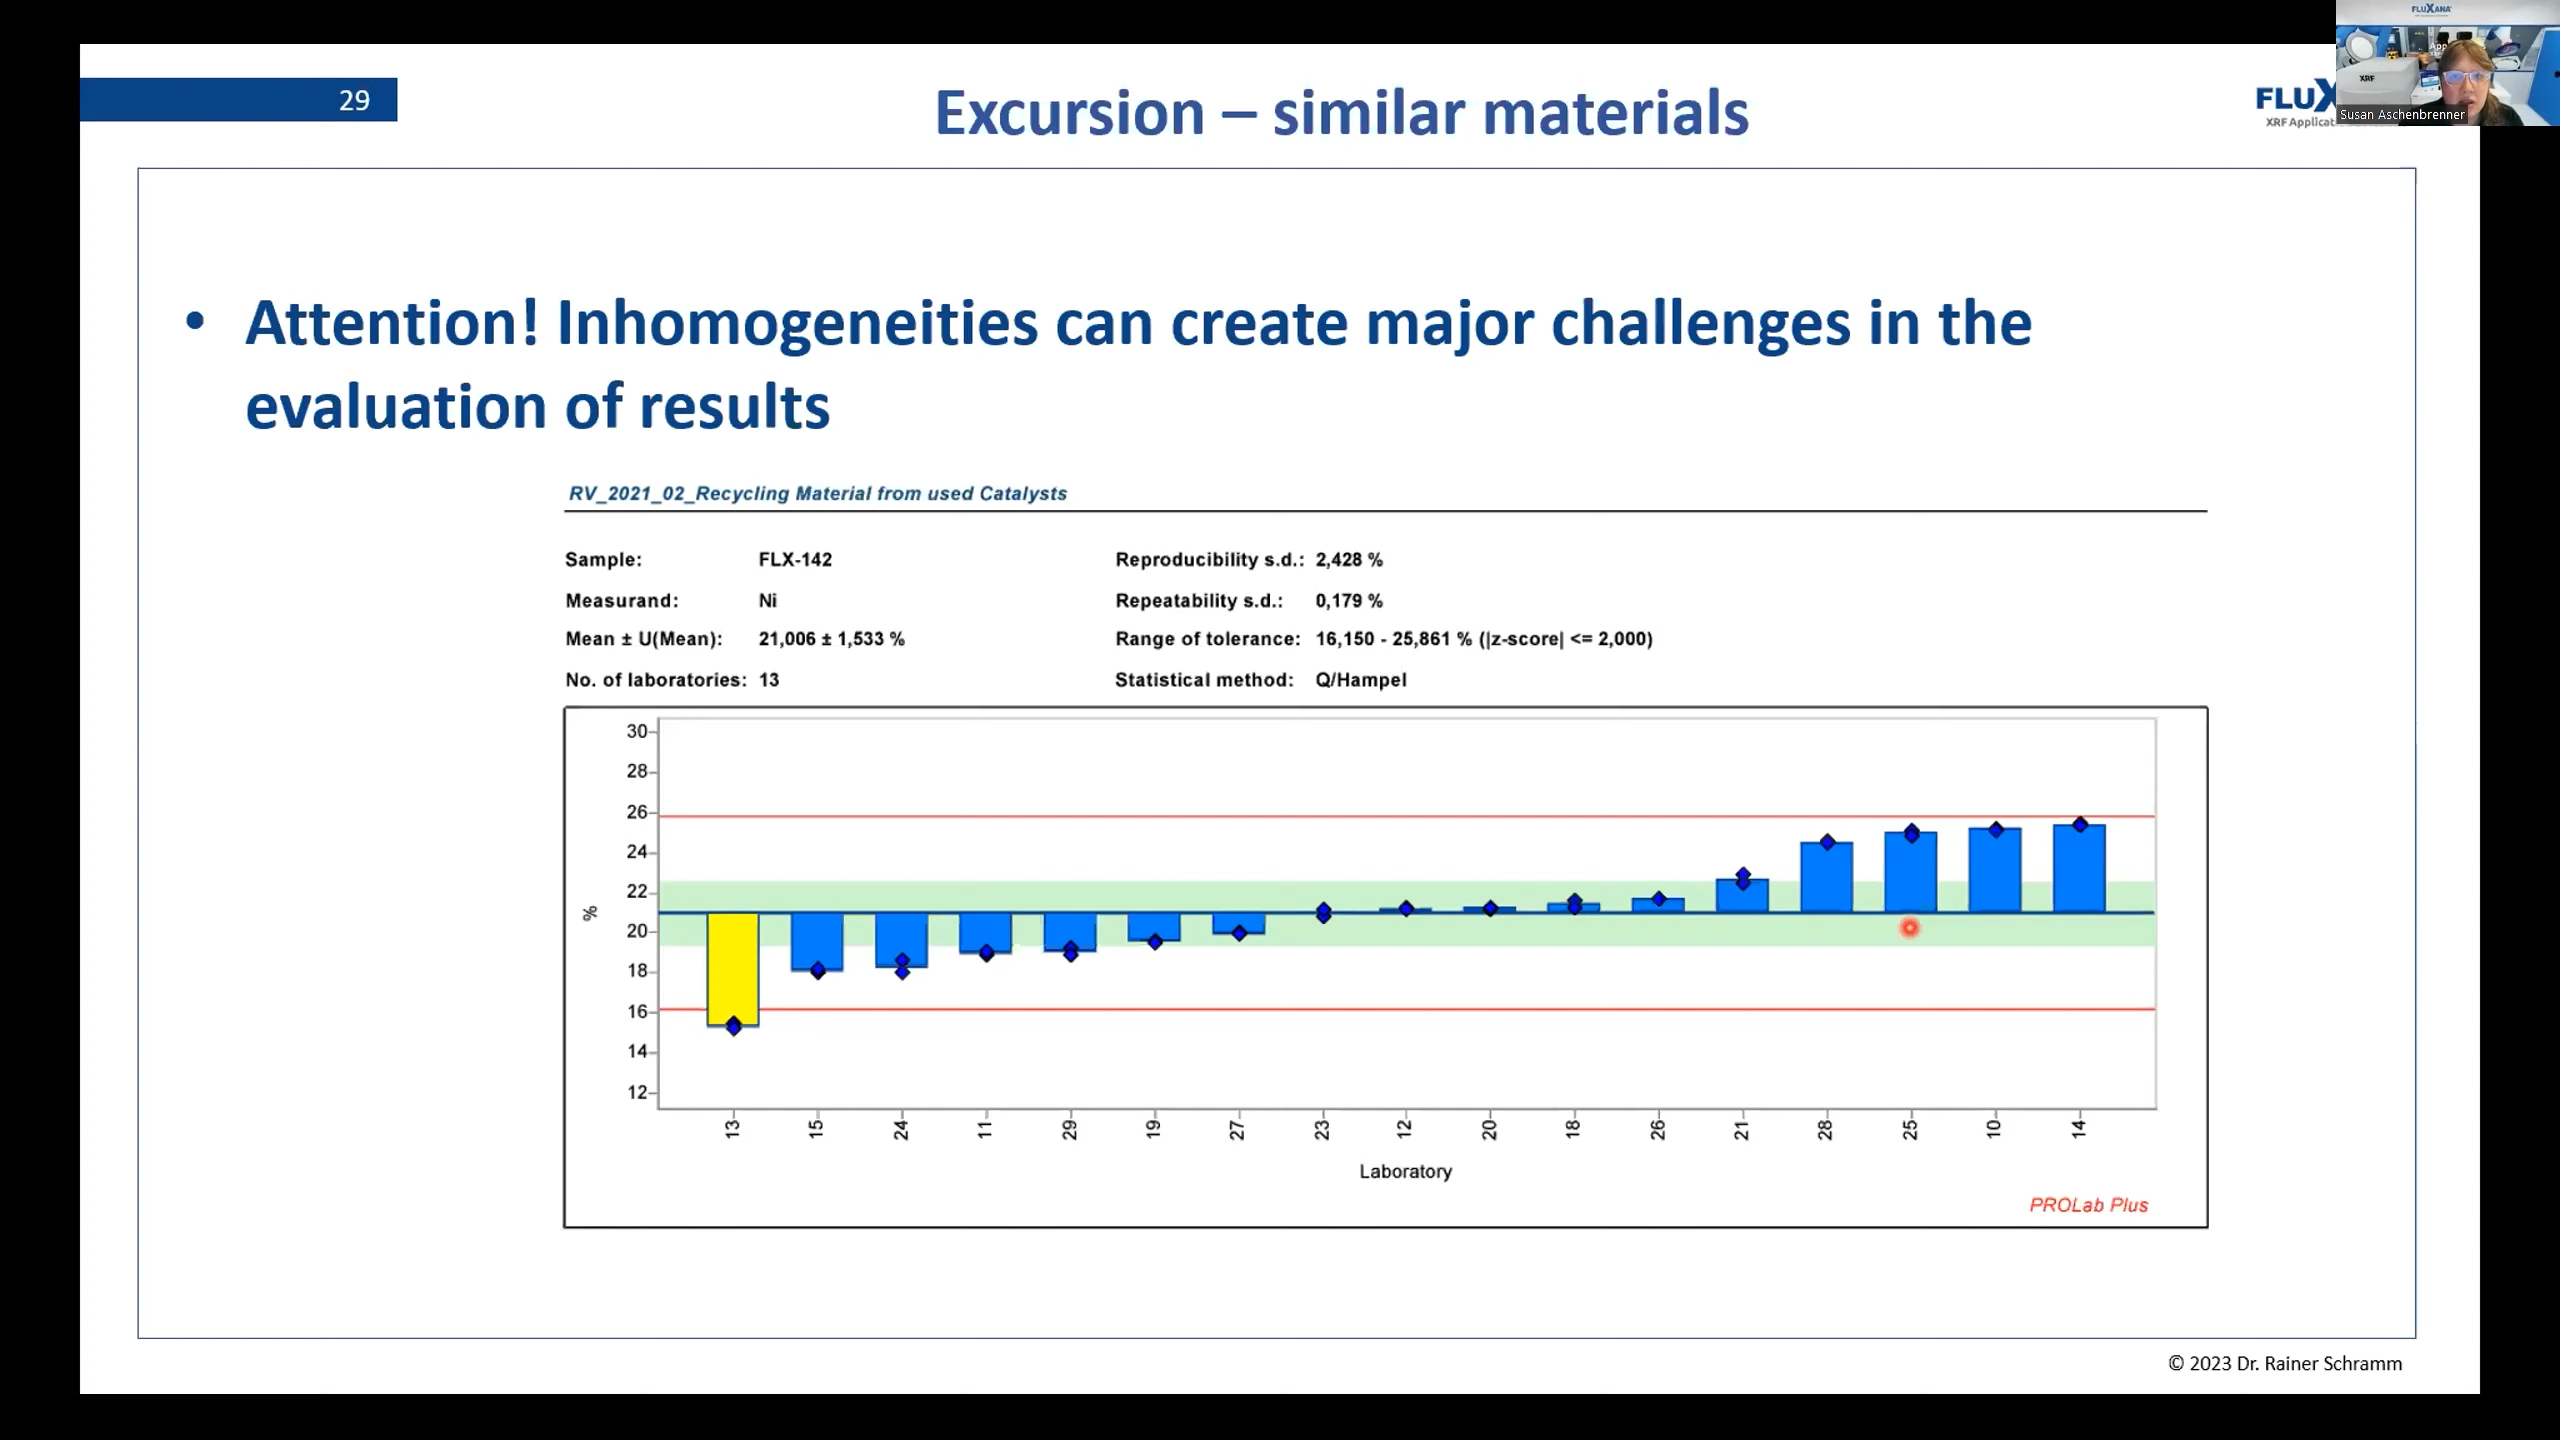 FLUXANA
29
Excursion – similar materials
XRF
Susan Aschenbrenner
• Attention! Inhomogeneities can create major challenges in the
evaluation of results
RV_2021_02_Recycling Material from used Catalysts
Sample: FLX-142 Reproducibility s.d.: 2,428 %
Measurand: Ni Repeatability s.d.: 0,179 %
Mean ± U(Mean): 21,006 ± 1,533 % Range of tolerance: 16,150 - 25,861 % (|z-score| <= 2,000)
No. of laboratories: 13 Statistical method: Q/Hampel
30
28
26
24
22
20
18
16
14
12
%
13 15 24 11 29 19 27 23 12 20 18 26 21 28 25 10 14
Laboratory
PROLab Plus
© 2023 Dr. Rainer Schramm